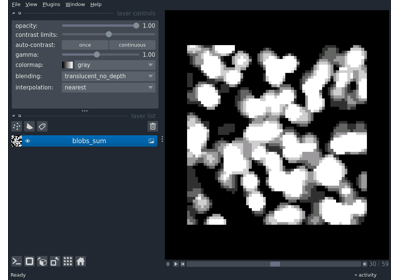 File View Plugins Window Help
layer controls
opacity: 1.00
contrast limits:
auto-contrast: once continuous
gamma: 1.00
colormap: gray
blending: translucent_no_depth
interpolation: nearest
layer list
blobs_sum
30 59
Ready activity